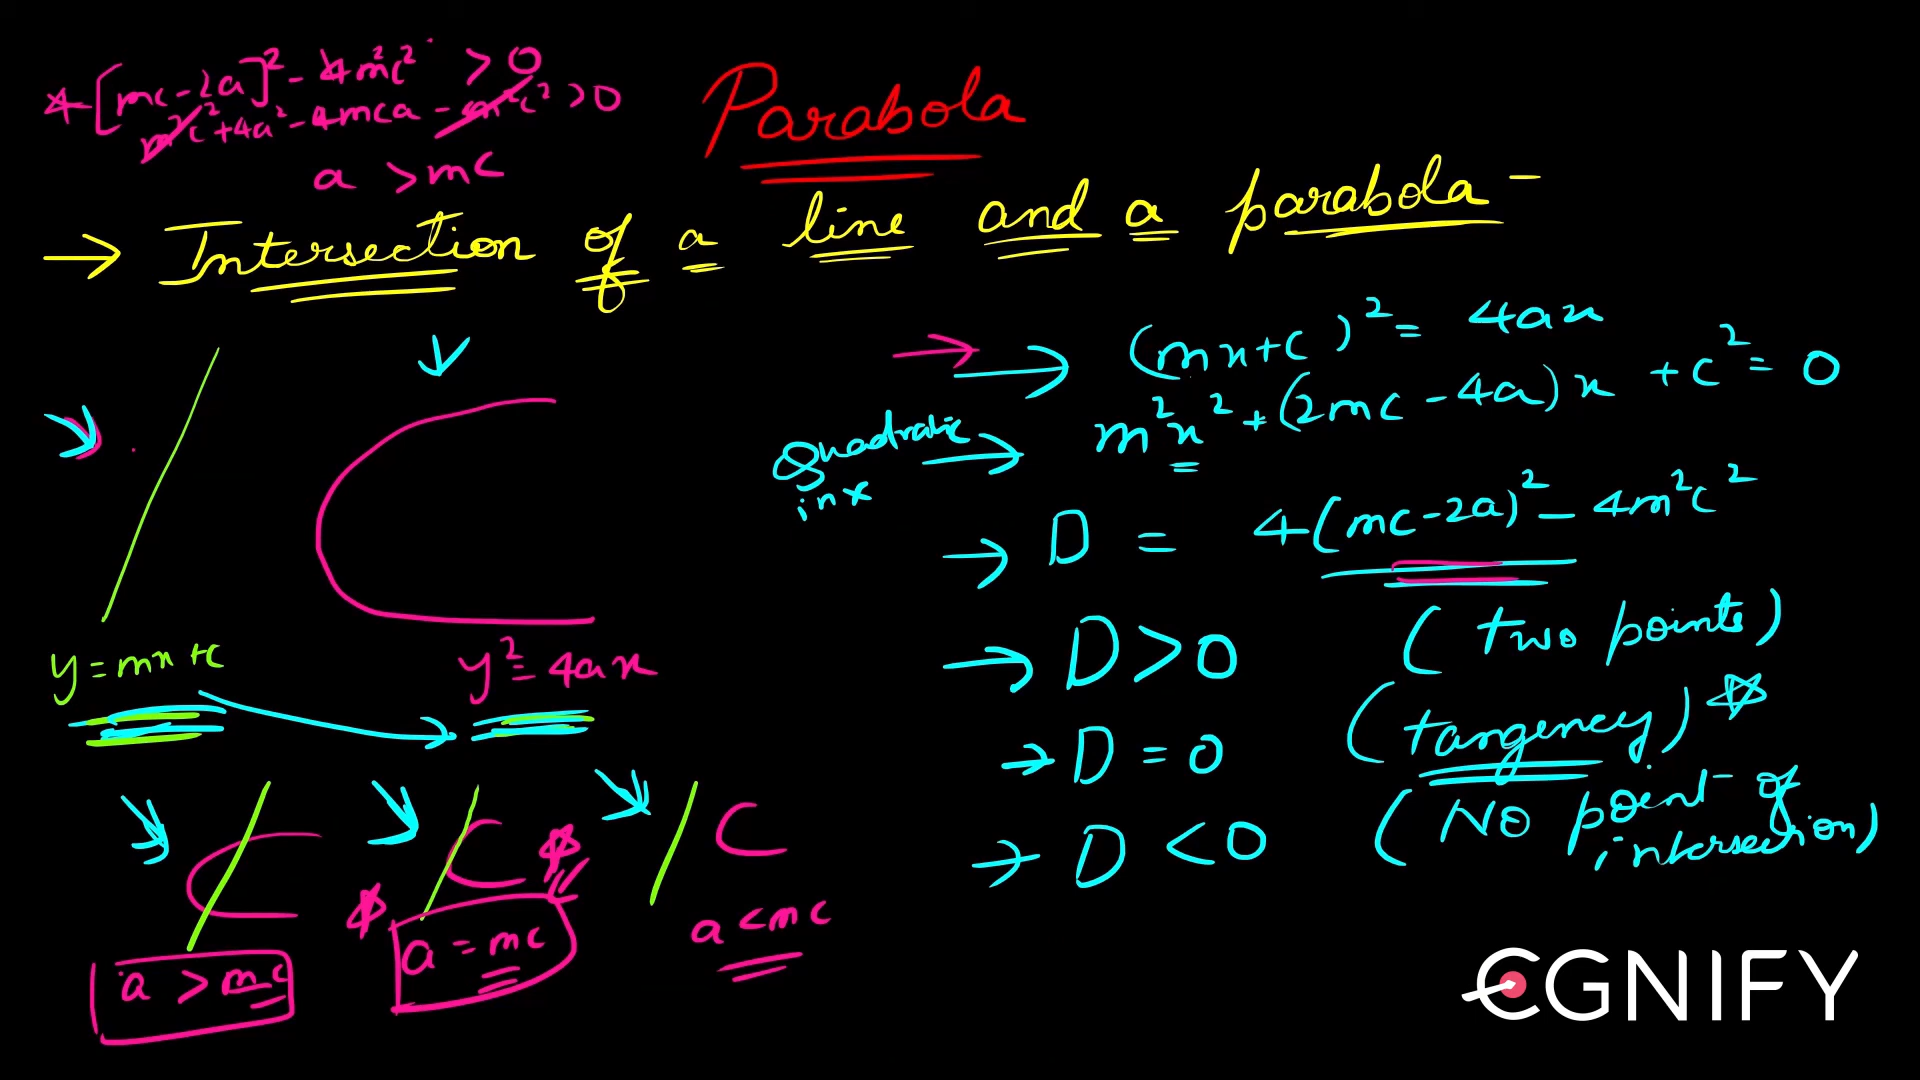 4[mc-2a]² - 4m²c² > 0
m²c²+4a²-4mca - m²c² > 0
a > mc
Parabola
→ Intersection of a line and a parabola -
→ (mx+c)² = 4ax
Quadratic in x → m²x² + (2mc - 4a)x + c² = 0
→ D = 4(mc-2a)² - 4m²c²
→ D > 0 (two points)
→ D = 0 (tangency)
→ D < 0 (No point of intersection)
y = mx + c
y² = 4ax
a > mc
a = mc
a < mc
EGNIFY